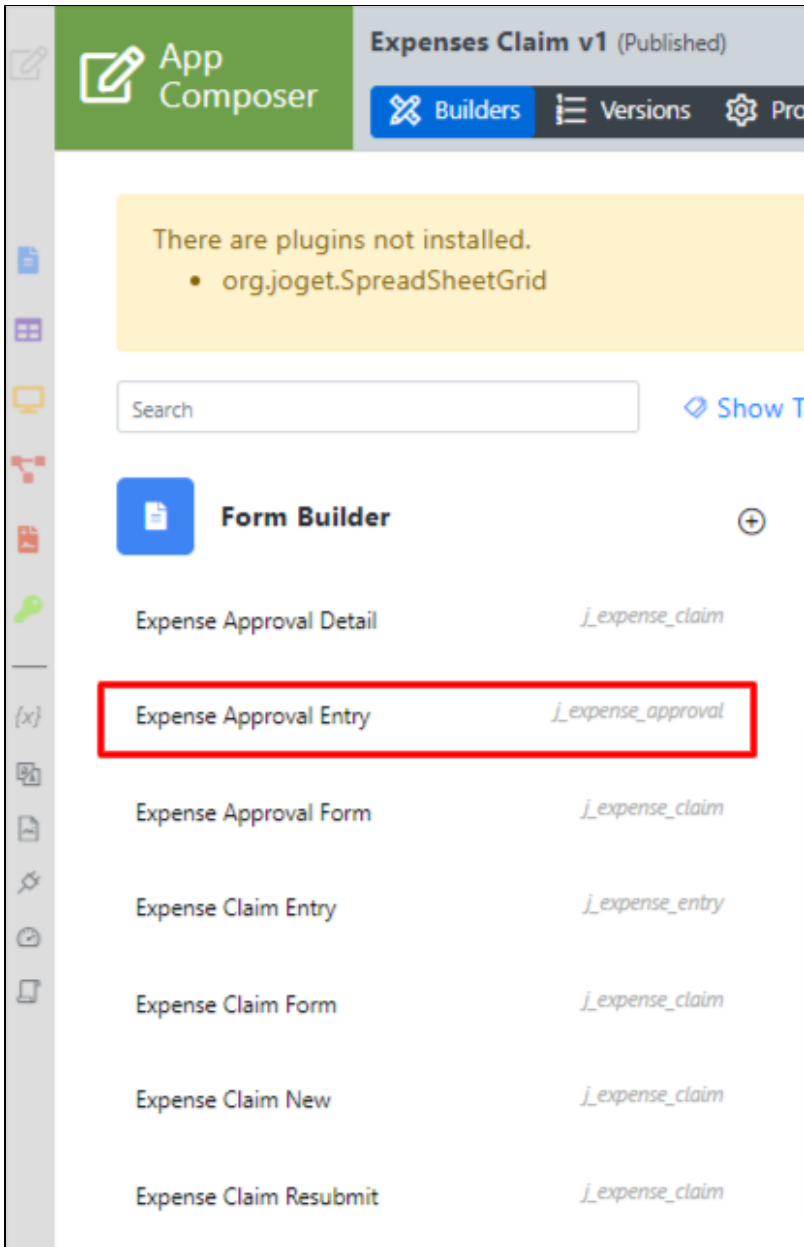 App
Composer
Expenses Claim v1 (Published)
Builders
Versions
There are plugins not installed.
• org.joget.SpreadSheetGrid
Search
Show
Form Builder
Expense Approval Detail j_expense_claim
Expense Approval Entry j_expense_approval
Expense Approval Form j_expense_claim
{x}
Expense Claim Entry j_expense_entry
Expense Claim Form j_expense_claim
Expense Claim New j_expense_claim
Expense Claim Resubmit j_expense_claim